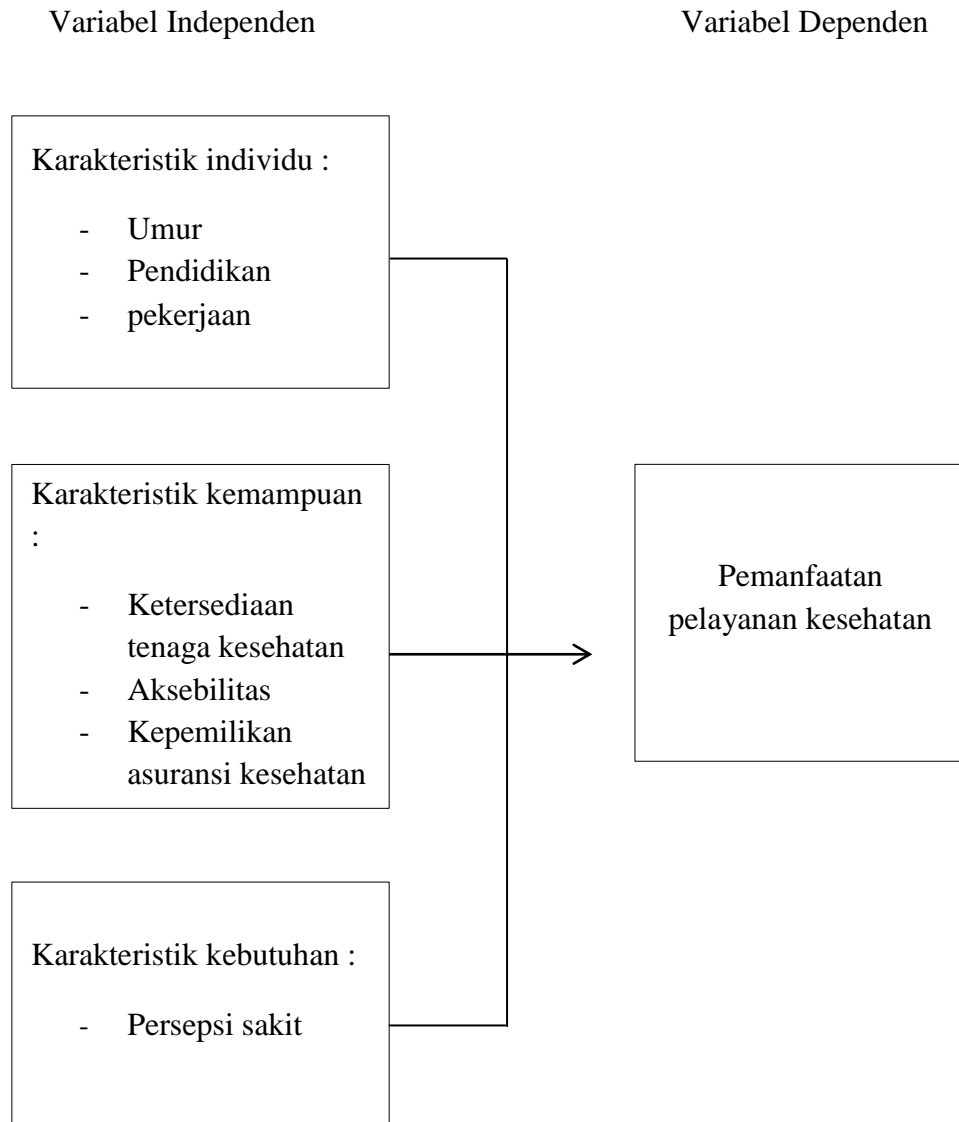 Variabel Independen
Variabel Dependen
Karakteristik individu :
- Umur
- Pendidikan
- pekerjaan
Karakteristik kemampuan
:
- Ketersediaan
tenaga kesehatan
- Aksebilitas
- Kepemilikan
asuransi kesehatan
Pemanfaatan
pelayanan kesehatan
Karakteristik kebutuhan :
- Persepsi sakit